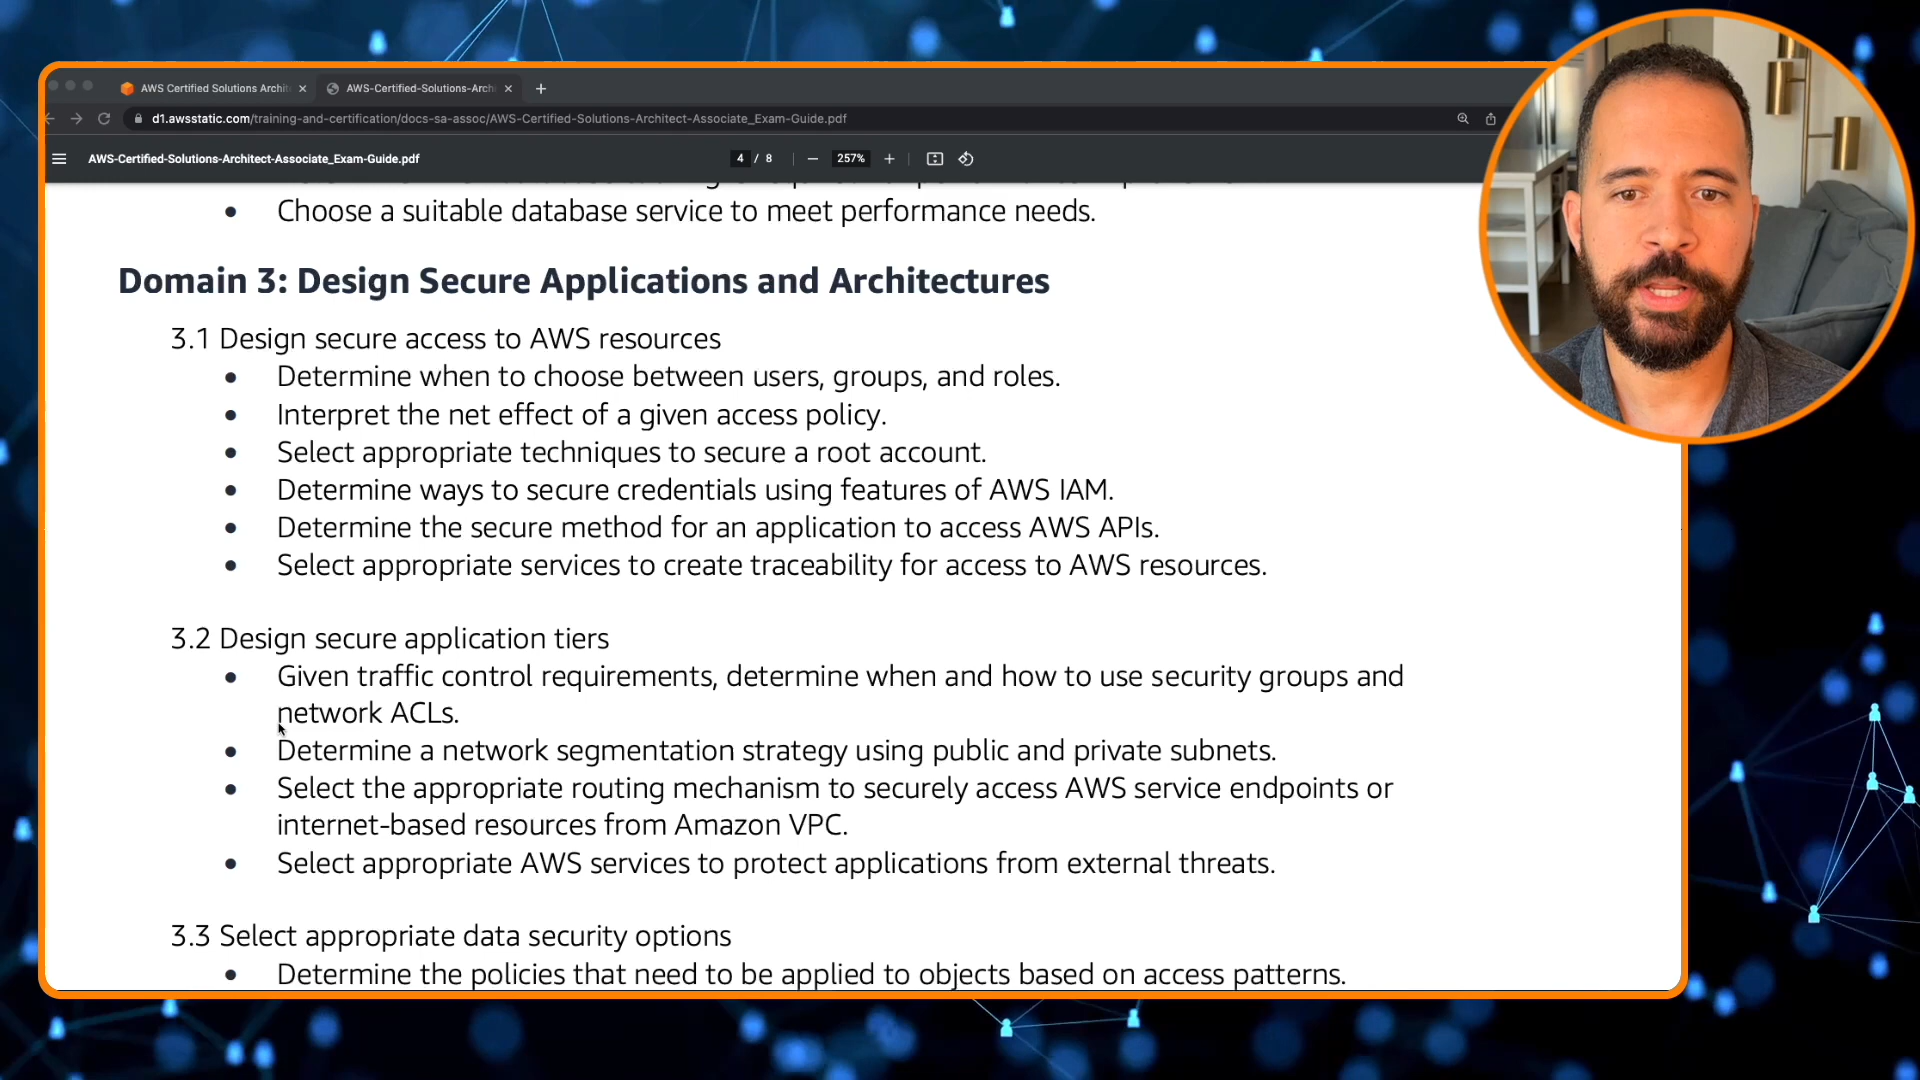 AWS Certified Solutions Archit
AWS-Certified-Solutions-Archi
d1.awsstatic.com/training-and-certification/docs-sa-assoc/AWS-Certified-Solutions-Architect-Associate_Exam-Guide.pdf
AWS-Certified-Solutions-Architect-Associate_Exam-Guide.pdf
4 / 8
257%
• Choose a suitable database service to meet performance needs.
Domain 3: Design Secure Applications and Architectures
3.1 Design secure access to AWS resources
• Determine when to choose between users, groups, and roles.
• Interpret the net effect of a given access policy.
• Select appropriate techniques to secure a root account.
• Determine ways to secure credentials using features of AWS IAM.
• Determine the secure method for an application to access AWS APIs.
• Select appropriate services to create traceability for access to AWS resources.
3.2 Design secure application tiers
• Given traffic control requirements, determine when and how to use security groups and
network ACLs.
• Determine a network segmentation strategy using public and private subnets.
• Select the appropriate routing mechanism to securely access AWS service endpoints or
internet-based resources from Amazon VPC.
• Select appropriate AWS services to protect applications from external threats.
3.3 Select appropriate data security options
• Determine the policies that need to be applied to objects based on access patterns.